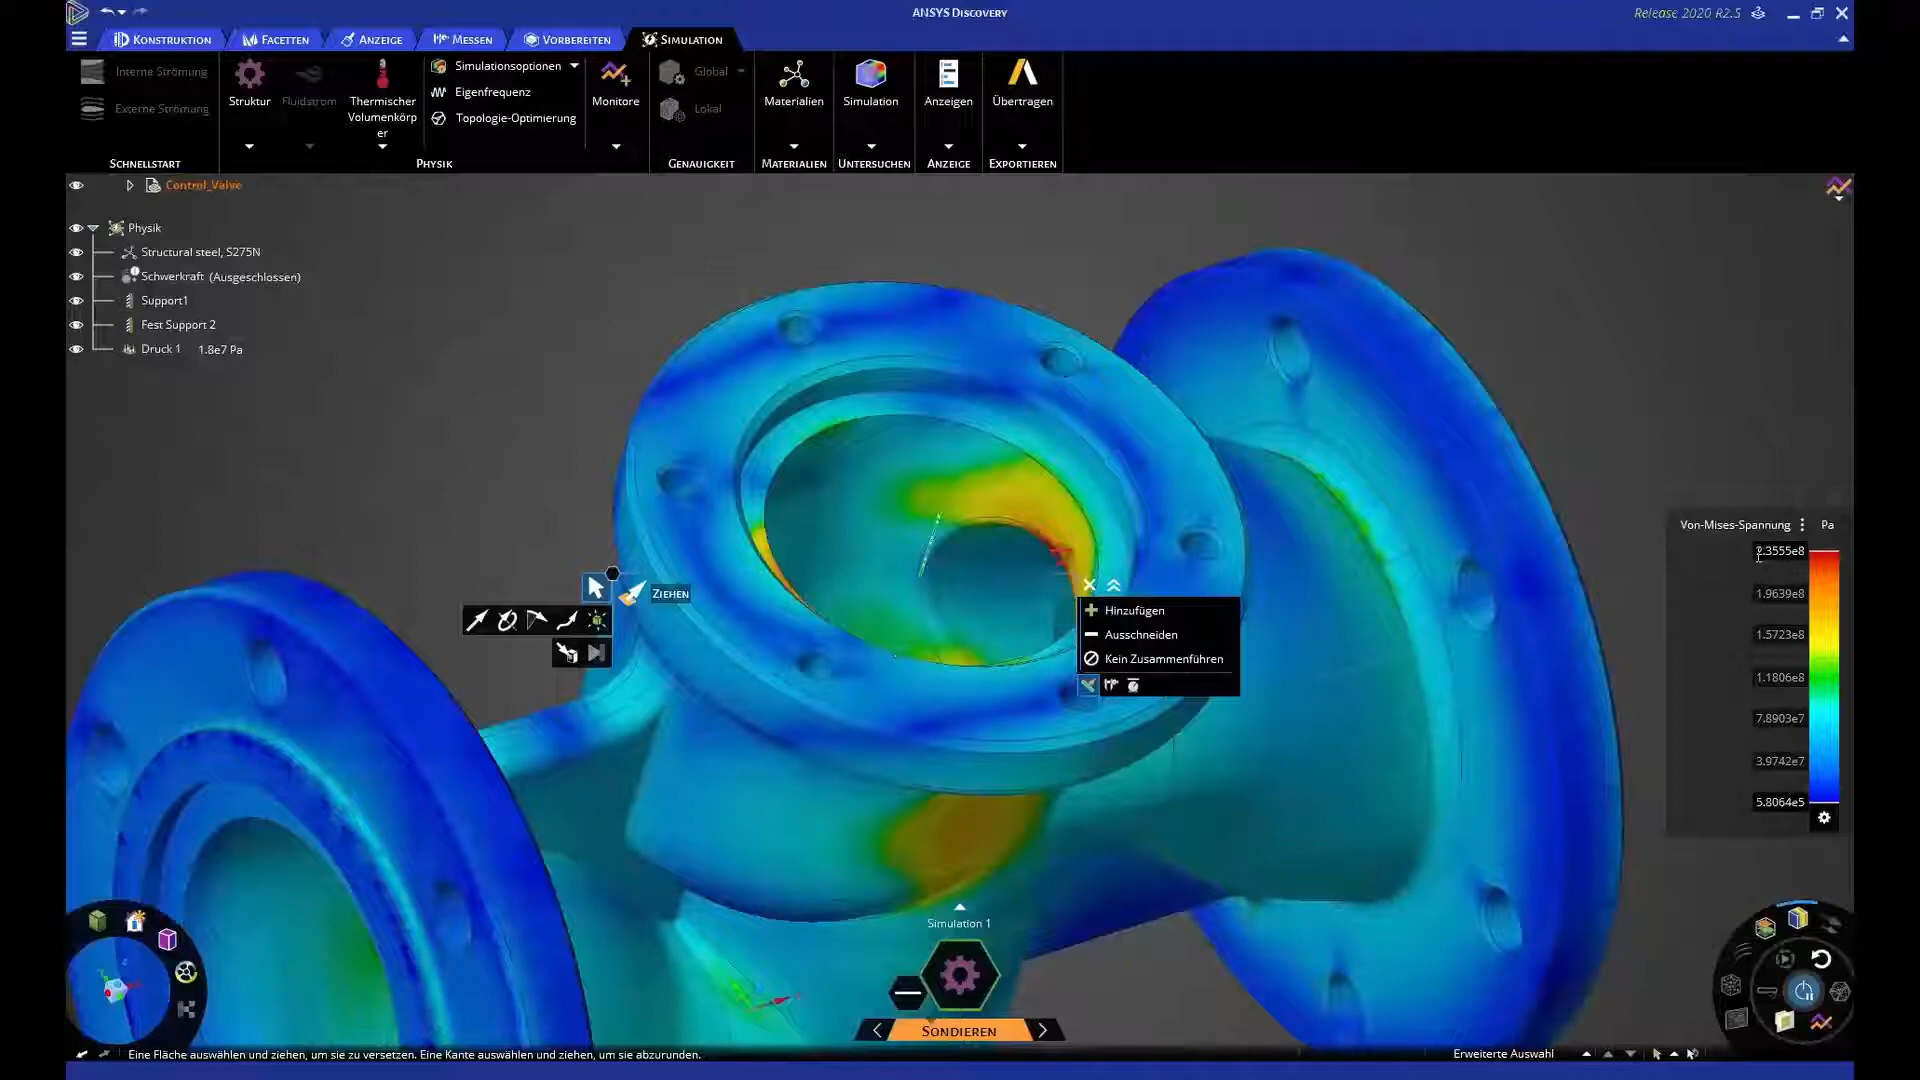 ANSYS DISCOVERY
Release 2020 R2.5
KONSTRUKTION
FACETTEN
ANZEIGE
MESSEN
VORBEREITEN
SIMULATION
Interne Strömung
Externe Strömung
SCHNELLSTART
Struktur
Fluidstrom
Thermischer
Volumenkörp
er
Simulationsoptionen
Eigenfrequenz
Topologie-Optimierung
PHYSIK
Monitore
Global
Lokal
GENAUIGKEIT
Materialien
MATERIALIEN
Simulation
UNTERSUCHEN
Anzeigen
ANZEIGE
Übertragen
EXPORTIEREN
Control_Valve
Physik
Structural steel, S275N
Schwerkraft (Ausgeschlossen)
Support1
Fest Support 2
Druck 1 1.8e7 Pa
ZIEHEN
Hinzufügen
Ausschneiden
Kein Zusammenführen
Von-Mises-Spannung Pa
2.3555e8
1.9639e8
1.5723e8
1.1806e8
7.8903e7
3.9742e7
5.8064e5
Simulation 1
SONDIEREN
Eine Fläche auswählen und ziehen, um sie zu versetzen. Eine Kante auswählen und ziehen, um sie abzurunden.
Erweiterte Auswahl